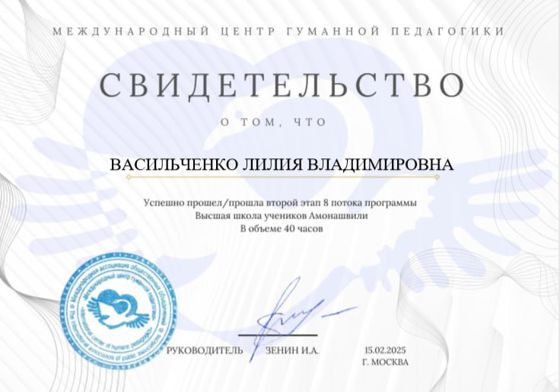 МЕЖДУНАРОДНЫЙ ЦЕНТР ГУМАННОЙ ПЕДАГОГИКИ
СВИДЕТЕЛЬСТВО
О ТОМ, ЧТО
ВАСИЛЬЧЕНКО ЛИЛИЯ ВЛАДИМИРОВНА
Успешно прошел/прошла второй этап 8 потока программы
Высшая школа учеников Амонашвили
В объеме 40 часов
РУКОВОДИТЕЛЬ ЗЕНИН И.А.
15.02.2025
Г. МОСКВА